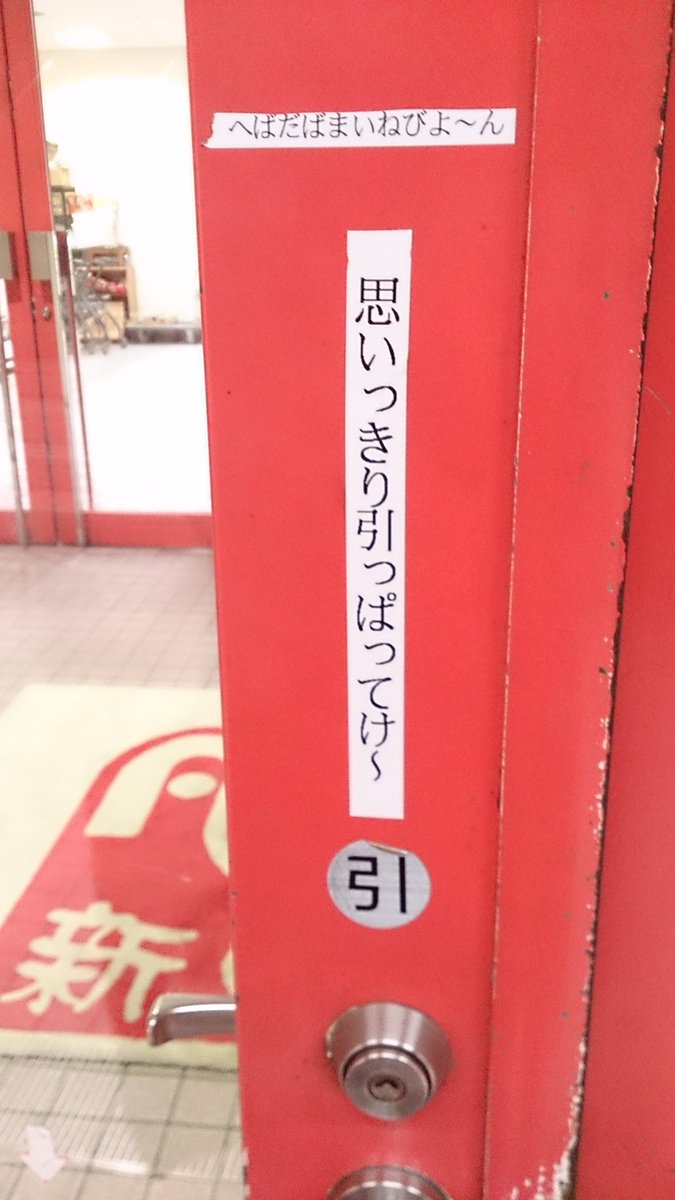 へばだばまいねびよ～ん
思いっきり引っぱってけ～
引
新